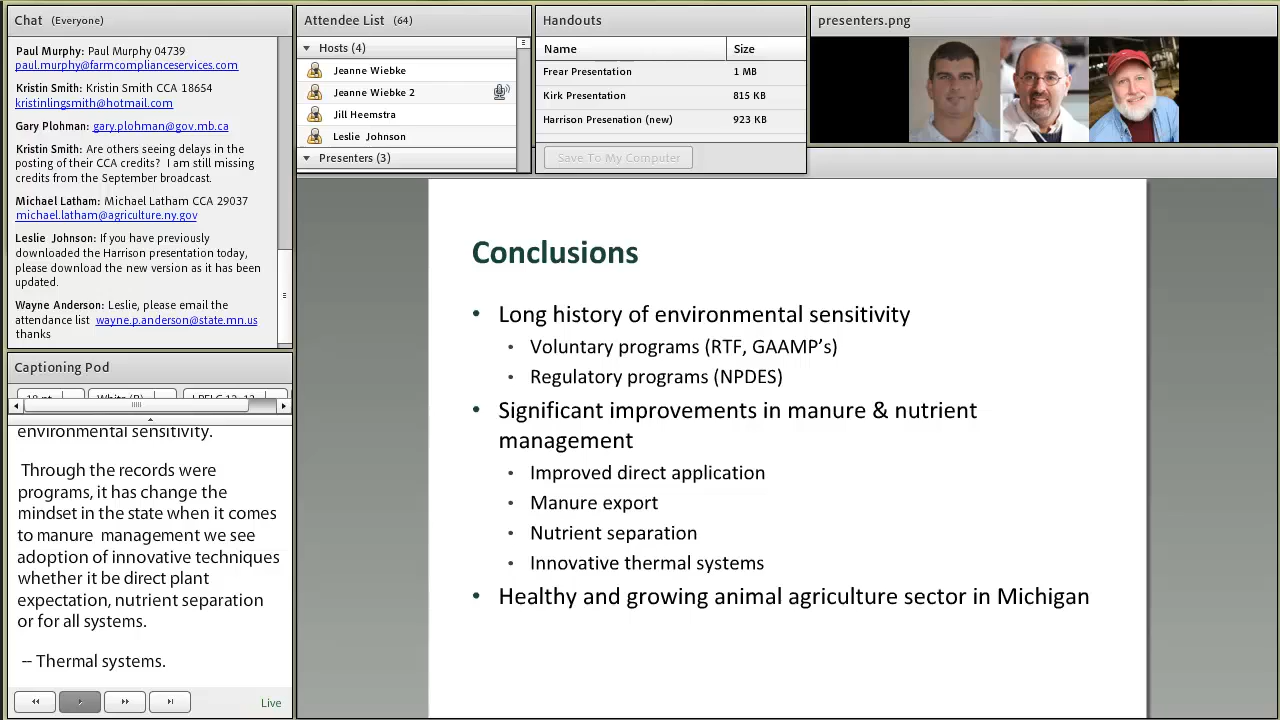 Chat (Everyone)
Paul Murphy: Paul Murphy 04739
paul.murphy@farmcomplianceservices.com
Kristin Smith: Kristin Smith CCA 18654
kristinlingsmith@hotmail.com
Gary Plohman: gary.plohman@gov.mb.ca
Kristin Smith: Are others seeing delays in the
posting of their CCA credits? I am still missing
credits from the September broadcast.
Michael Latham: Michael Latham CCA 29037
michael.latham@agriculture.ny.gov
Leslie Johnson: If you have previously
downloaded the Harrison presentation today,
please download the new version as it has been
updated.
Wayne Anderson: Leslie, please email the
attendance list wayne.p.anderson@state.mn.us
thanks
Captioning Pod
environmental sensitivity.
Through the records were
programs, it has change the
mindset in the state when it comes
to manure management we see
adoption of innovative techniques
whether it be direct plant
expectation, nutrient separation
or for all systems.
-- Thermal systems.
Live
Attendee List (64)
Hosts (4)
Jeanne Wiebke
Jeanne Wiebke 2
Jill Heemstra
Leslie Johnson
Presenters (3)
Handouts
Name Size
Frear Presentation 1 MB
Kirk Presentation 815 KB
Harrison Presenation (new) 923 KB
Save To My Computer
presenters.png
Conclusions
• Long history of environmental sensitivity
• Voluntary programs (RTF, GAAMP’s)
• Regulatory programs (NPDES)
• Significant improvements in manure & nutrient
management
• Improved direct application
• Manure export
• Nutrient separation
• Innovative thermal systems
• Healthy and growing animal agriculture sector in Michigan